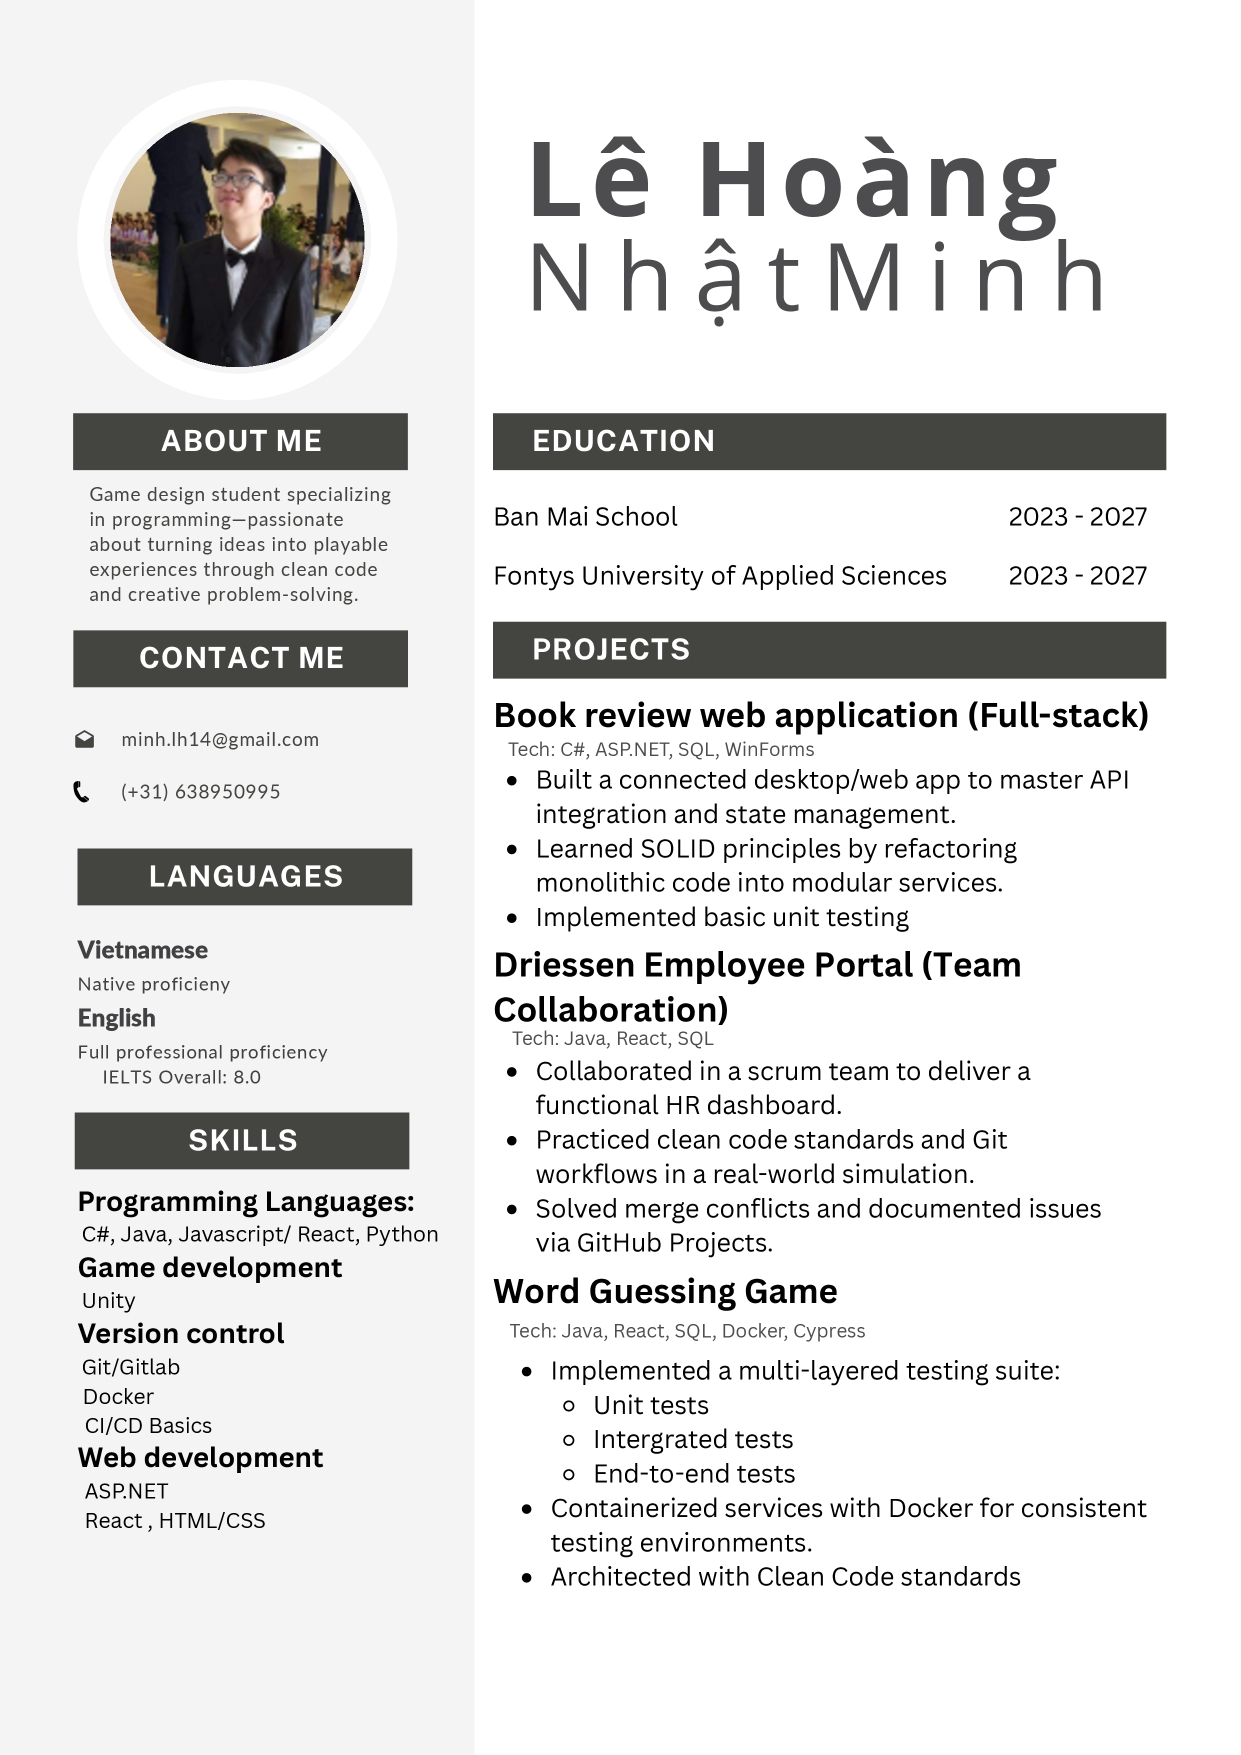 Lê Hoàng
NhậtMinh
ABOUT ME
Game design student specializing
in programming—passionate
about turning ideas into playable
experiences through clean code
and creative problem-solving.
CONTACT ME
minh.lh14@gmail.com
(+31) 638950995
LANGUAGES
Vietnamese
Native proficieny
English
Full professional proficiency
IELTS Overall: 8.0
SKILLS
Programming Languages:
C#, Java, Javascript/ React, Python
Game development
Unity
Version control
Git/Gitlab
Docker
CI/CD Basics
Web development
ASP.NET
React , HTML/CSS
EDUCATION
Ban Mai School 2023 - 2027
Fontys University of Applied Sciences 2023 - 2027
PROJECTS
Book review web application (Full-stack)
Tech: C#, ASP.NET, SQL, WinForms
• Built a connected desktop/web app to master API
integration and state management.
• Learned SOLID principles by refactoring
monolithic code into modular services.
• Implemented basic unit testing
Driessen Employee Portal (Team
Collaboration)
Tech: Java, React, SQL
• Collaborated in a scrum team to deliver a
functional HR dashboard.
• Practiced clean code standards and Git
workflows in a real-world simulation.
• Solved merge conflicts and documented issues
via GitHub Projects.
Word Guessing Game
Tech: Java, React, SQL, Docker, Cypress
• Implemented a multi-layered testing suite:
◦ Unit tests
◦ Intergrated tests
◦ End-to-end tests
• Containerized services with Docker for consistent
testing environments.
• Architected with Clean Code standards